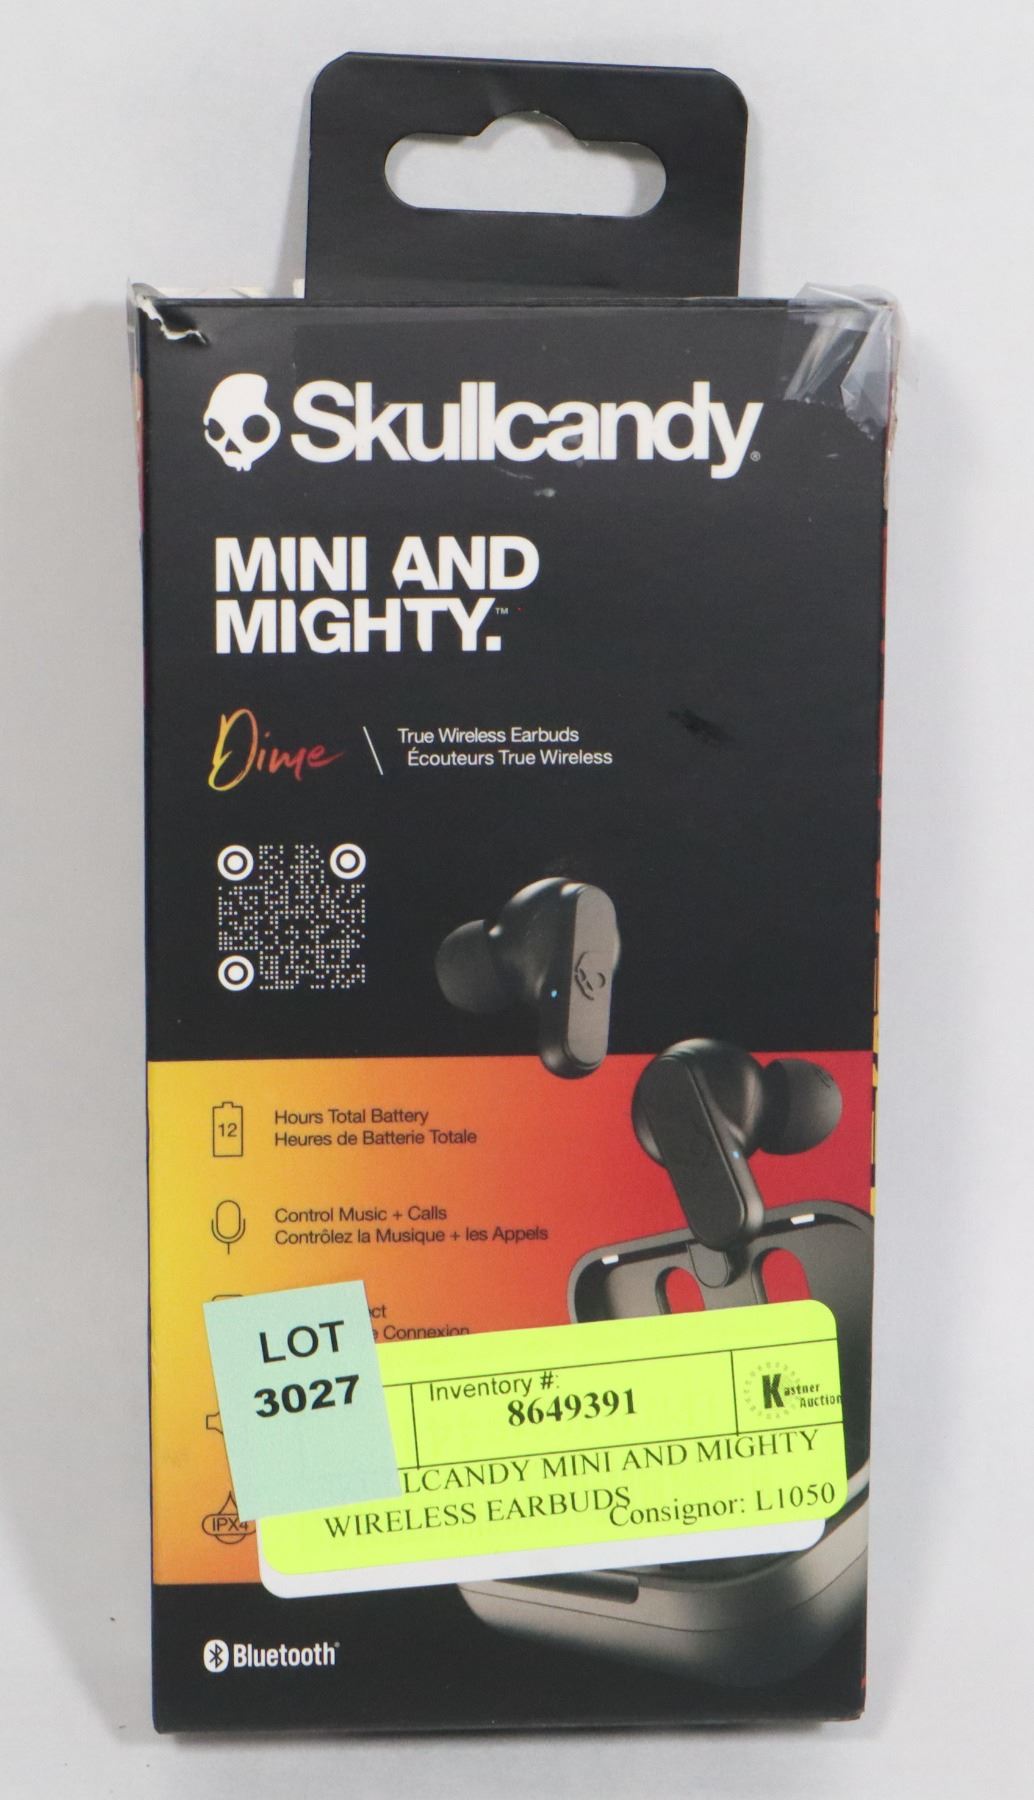 Skullcandy®
MINI AND
MIGHTY.™
Dime
True Wireless Earbuds
Écouteurs True Wireless
12
Hours Total Battery
Heures de Batterie Totale
Control Music + Calls
Contrôlez la Musique + les Appels
Connexion
LOT
3027
Inventory #:
8649391
Kastner
Auction
LCANDY MINI AND MIGHTY
WIRELESS EARBUDS
Consignor: L1050
IPX4
Bluetooth®